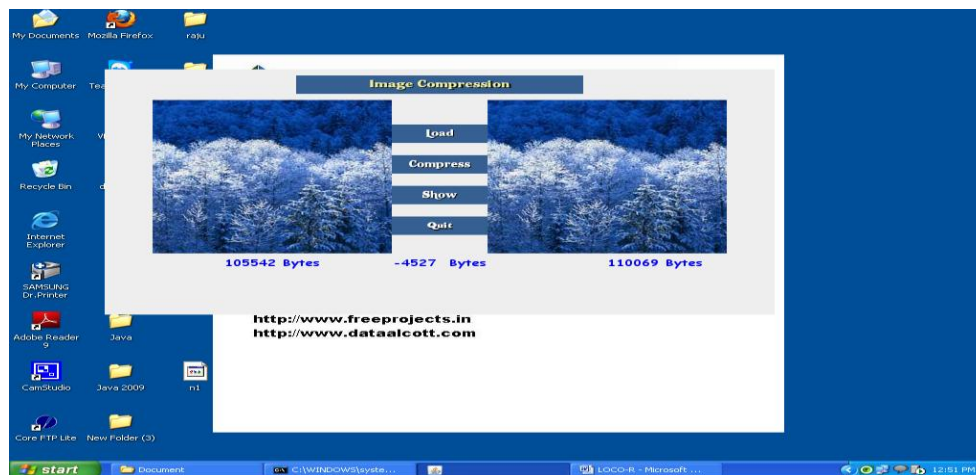 My Documents
Mozilla Firefox
raju
My Computer
Tea
Image Compression
Load
My Network
Places
Vi
Compress
Recycle Bin
d
Show
Quit
Internet
Explorer
105542 Bytes
-4527 Bytes
110069 Bytes
SAMSUNG
Dr.Printer
http://www.freeprojects.in
http://www.dataalcott.com
Adobe Reader
9
Java
CamStudio
Java 2009
n1
Core FTP Lite
New Folder (3)
start
Document
C:\WINDOWS\syste...
LOCO-R - Microsoft ...
12:51 PM